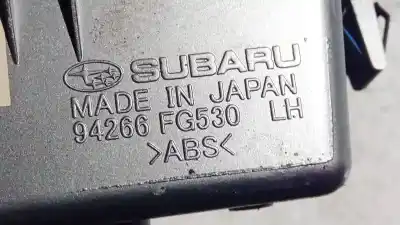 SUBARU
MADE IN JAPAN
94266 FG530 LH
>ABS<